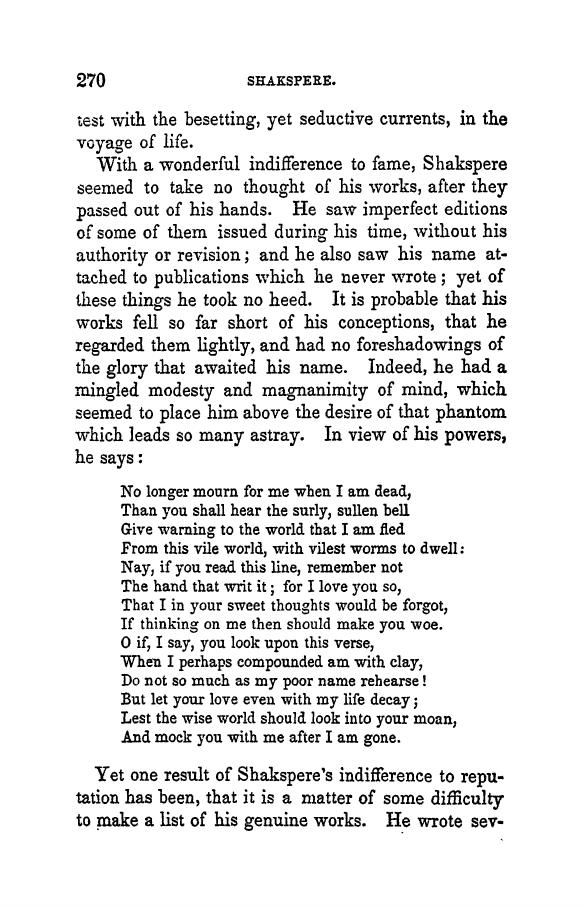 270 SHAKSPERE.
test with the besetting, yet seductive currents, in the
voyage of life.
With a wonderful indifference to fame, Shakspere
seemed to take no thought of his works, after they
passed out of his hands. He saw imperfect editions
of some of them issued during his time, without his
authority or revision; and he also saw his name at-
tached to publications which he never wrote; yet of
these things he took no heed. It is probable that his
works fell so far short of his conceptions, that he
regarded them lightly, and had no foreshadowings of
the glory that awaited his name. Indeed, he had a
mingled modesty and magnanimity of mind, which
seemed to place him above the desire of that phantom
which leads so many astray. In view of his powers,
he says:
No longer mourn for me when I am dead,
Than you shall hear the surly, sullen bell
Give warning to the world that I am fled
From this vile world, with vilest worms to dwell:
Nay, if you read this line, remember not
The hand that writ it; for I love you so,
That I in your sweet thoughts would be forgot,
If thinking on me then should make you woe.
O if, I say, you look upon this verse,
When I perhaps compounded am with clay,
Do not so much as my poor name rehearse!
But let your love even with my life decay;
Lest the wise world should look into your moan,
And mock you with me after I am gone.
Yet one result of Shakspere's indifference to repu-
tation has been, that it is a matter of some difficulty
to make a list of his genuine works. He wrote sev-